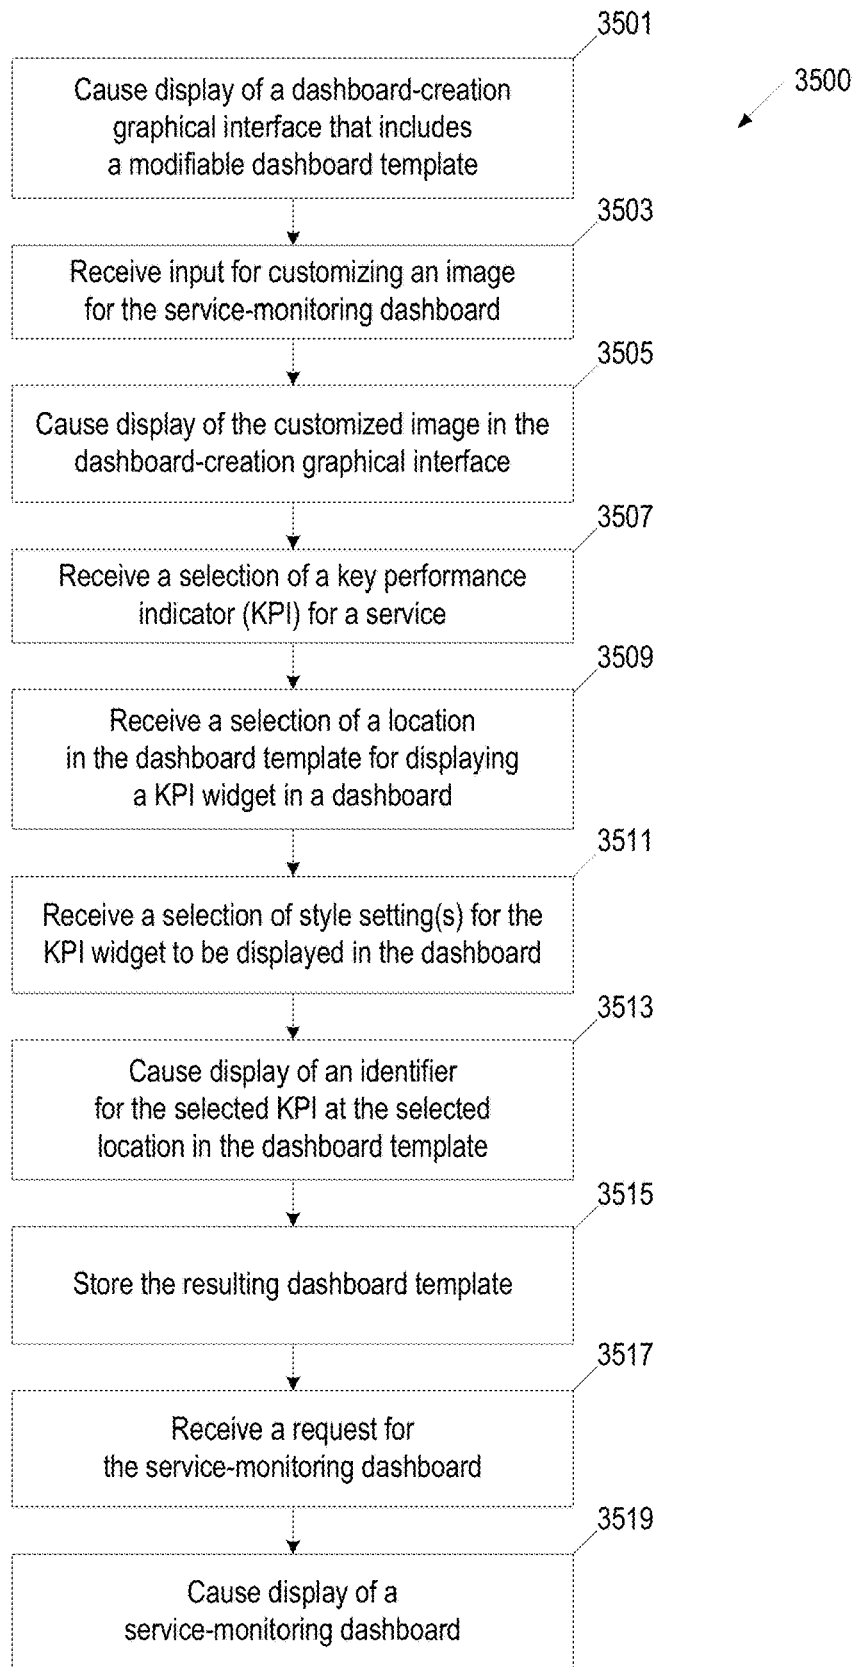 3501
3500
Cause display of a dashboard-creation
graphical interface that includes
a modifiable dashboard template
3503
Receive input for customizing an image
for the service-monitoring dashboard
3505
Cause display of the customized image in the
dashboard-creation graphical interface
3507
Receive a selection of a key performance
indicator (KPI) for a service
3509
Receive a selection of a location
in the dashboard template for displaying
a KPI widget in a dashboard
3511
Receive a selection of style setting(s) for the
KPI widget to be displayed in the dashboard
3513
Cause display of an identifier
for the selected KPI at the selected
location in the dashboard template
3515
Store the resulting dashboard template
3517
Receive a request for
the service-monitoring dashboard
3519
Cause display of a
service-monitoring dashboard